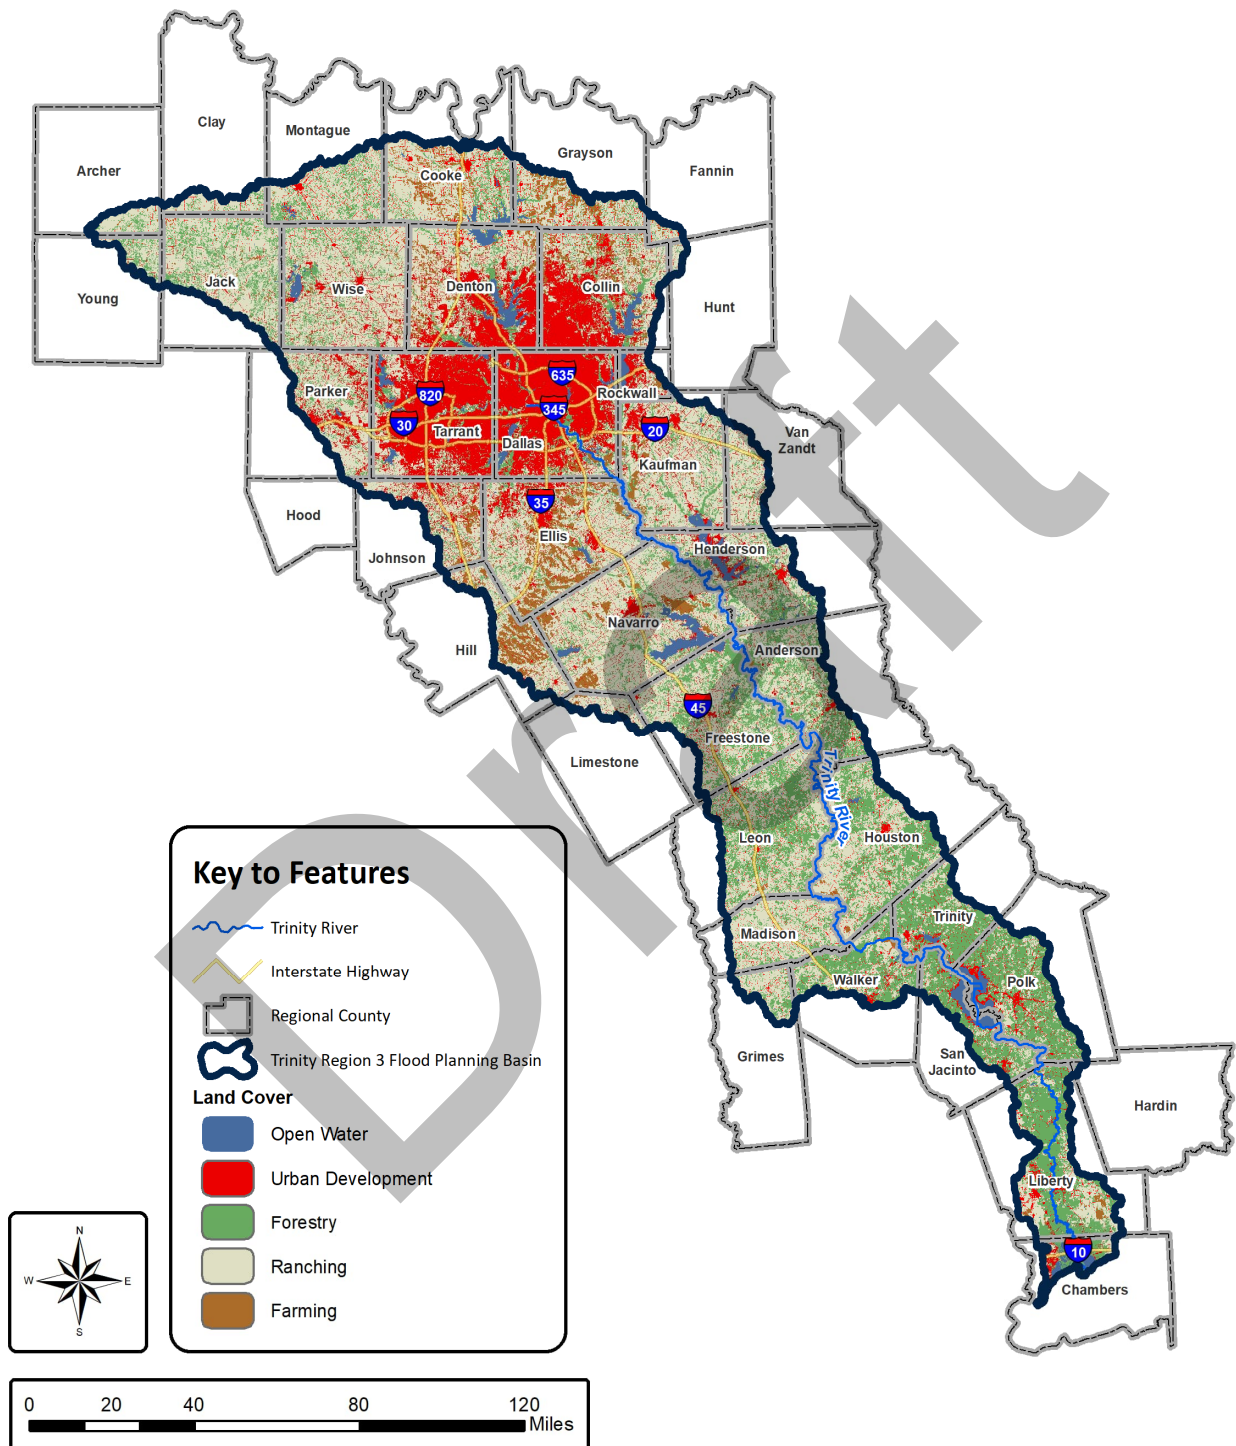 Clay
Montague
Archer
Grayson
Fannin
Cooke
Young
Jack
Wise
Denton
Collin
Hunt
Parker
635
820
Rockwall
345
30
Tarrant
Dallas
20
Van
Zandt
Kaufman
35
Hood
Ellis
Johnson
Henderson
Navarro
Hill
Anderson
45
Freestone
Limestone
Trinity River
Leon
Houston
Trinity
Madison
Walker
Polk
Grimes
San
Jacinto
Hardin
Liberty
10
Chambers
Draft
Key to Features
Trinity River
Interstate Highway
Regional County
Trinity Region 3 Flood Planning Basin
Land Cover
Open Water
Urban Development
Forestry
Ranching
Farming
N
W E
S
0 20 40 80 120
Miles